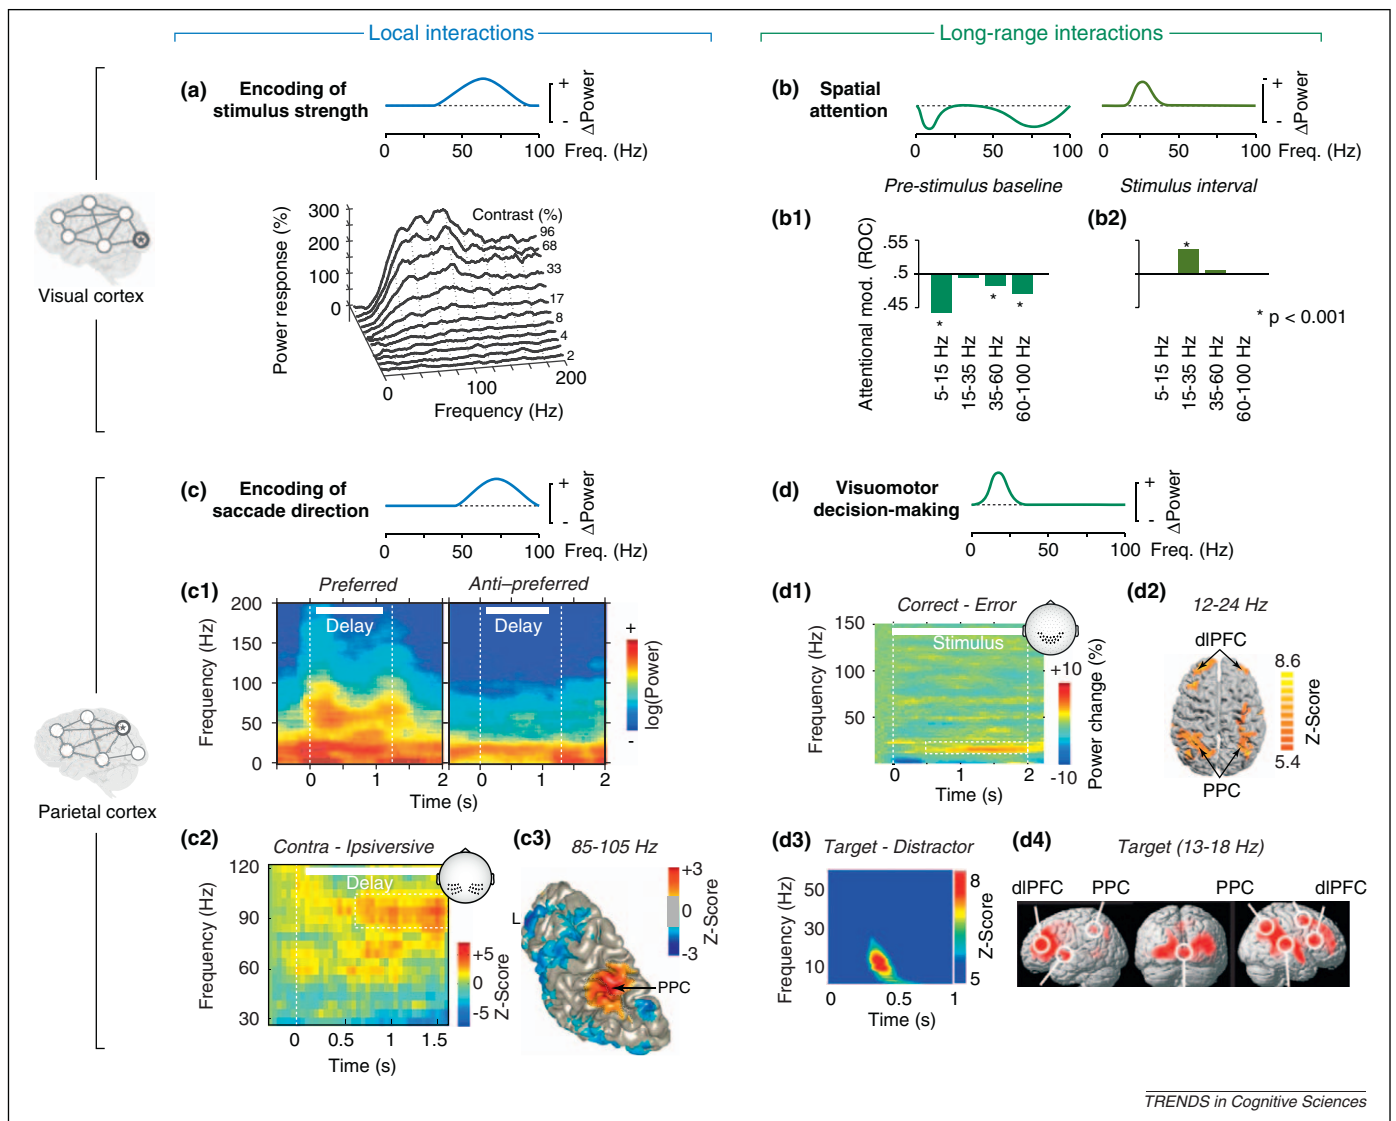 Local interactions
Long-range interactions
(a)
Encoding of
stimulus strength
+
-
ΔPower
0 50 100 Freq. (Hz)
Power response (%)
300
200
100
0
Contrast (%)
96
68
33
17
8
4
2
0 100 200
Frequency (Hz)
(b)
Spatial
attention
+
-
ΔPower
0 50 100
0 50 100 Freq. (Hz)
Pre-stimulus baseline
Stimulus interval
(b1)
(b2)
Attentional mod. (ROC)
.55
.5
.45
*
*
*
*
* p < 0.001
5-15 Hz
15-35 Hz
35-60 Hz
60-100 Hz
5-15 Hz
15-35 Hz
35-60 Hz
60-100 Hz
Visual cortex
(c)
Encoding of
saccade direction
+
-
ΔPower
0 50 100 Freq. (Hz)
(c1)
Preferred
Anti–preferred
Frequency (Hz)
200
150
100
50
0
Delay
Delay
0 1 2
0 1 2
Time (s)
+
-
log(Power)
(c2)
Contra - Ipsiversive
Frequency (Hz)
120
90
60
30
Delay
0 0.5 1 1.5
Time (s)
+5
0
-5
Z-Score
(c3)
85-105 Hz
L
PPC
+3
0
-3
Z-Score
Parietal cortex
(d)
Visuomotor
decision-making
+
-
ΔPower
0 50 100 Freq. (Hz)
(d1)
Correct - Error
Frequency (Hz)
150
100
50
Stimulus
0 1 2
Time (s)
+10
-10
Power change (%)
(d2)
12-24 Hz
dlPFC
PPC
8.6
5.4
Z-Score
(d3)
Target - Distractor
Frequency (Hz)
50
30
10
0 0.5 1
Time (s)
8
5
Z-Score
(d4)
Target (13-18 Hz)
dlPFC PPC PPC dlPFC
TRENDS in Cognitive Sciences